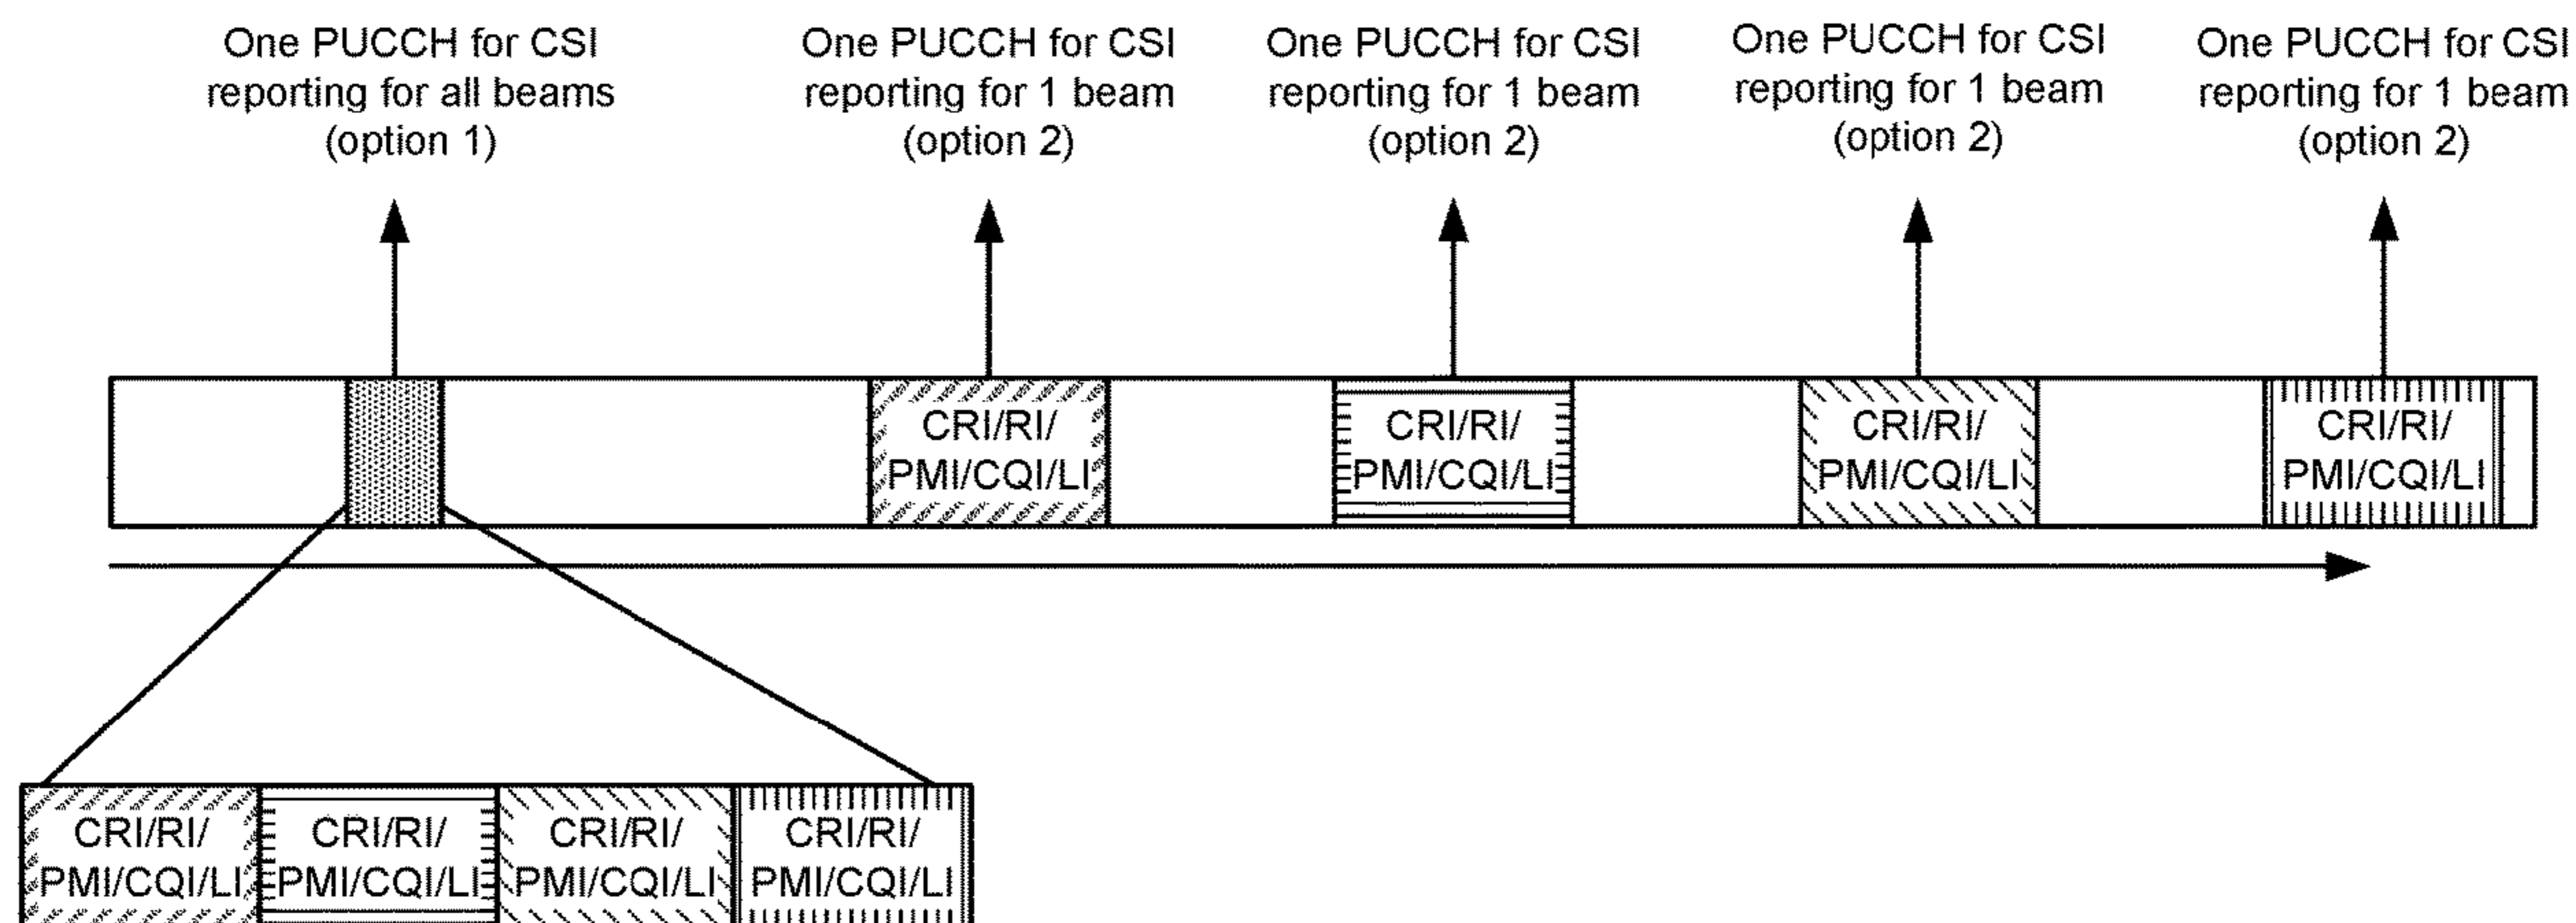 One PUCCH for CSI
reporting for all beams
(option 1)
One PUCCH for CSI
reporting for 1 beam
(option 2)
One PUCCH for CSI
reporting for 1 beam
(option 2)
One PUCCH for CSI
reporting for 1 beam
(option 2)
One PUCCH for CSI
reporting for 1 beam
(option 2)
CRI/RI/
PMI/CQI/LI
CRI/RI/
PMI/CQI/LI
CRI/RI/
PMI/CQI/LI
CRI/RI/
PMI/CQI/LI
CRI/RI/
PMI/CQI/LI
CRI/RI/
PMI/CQI/LI
CRI/RI/
PMI/CQI/LI
CRI/RI/
PMI/CQI/LI